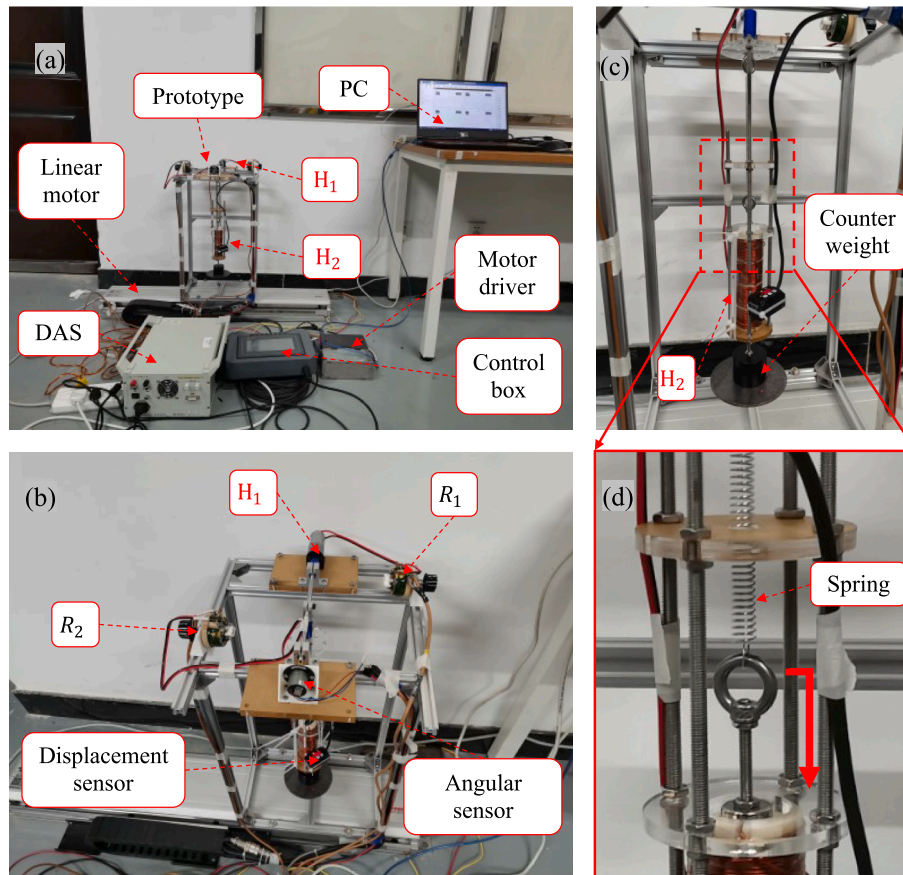 (a)
Prototype
PC
Linear
motor
H₁
H₂
Motor
driver
DAS
Control
box
(b)
H₁
R₁
R₂
Displacement
sensor
Angular
sensor
(c)
Counter
weight
H₂
(d)
Spring